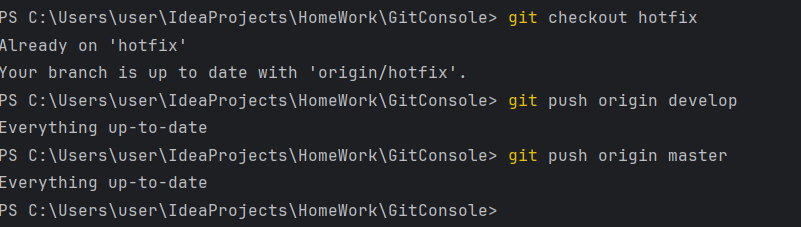 PS C:\Users\user\IdeaProjects\HomeWork\GitConsole> git checkout hotfix
Already on 'hotfix'
Your branch is up to date with 'origin/hotfix'.
PS C:\Users\user\IdeaProjects\HomeWork\GitConsole> git push origin develop
Everything up-to-date
PS C:\Users\user\IdeaProjects\HomeWork\GitConsole> git push origin master
Everything up-to-date
PS C:\Users\user\IdeaProjects\HomeWork\GitConsole>